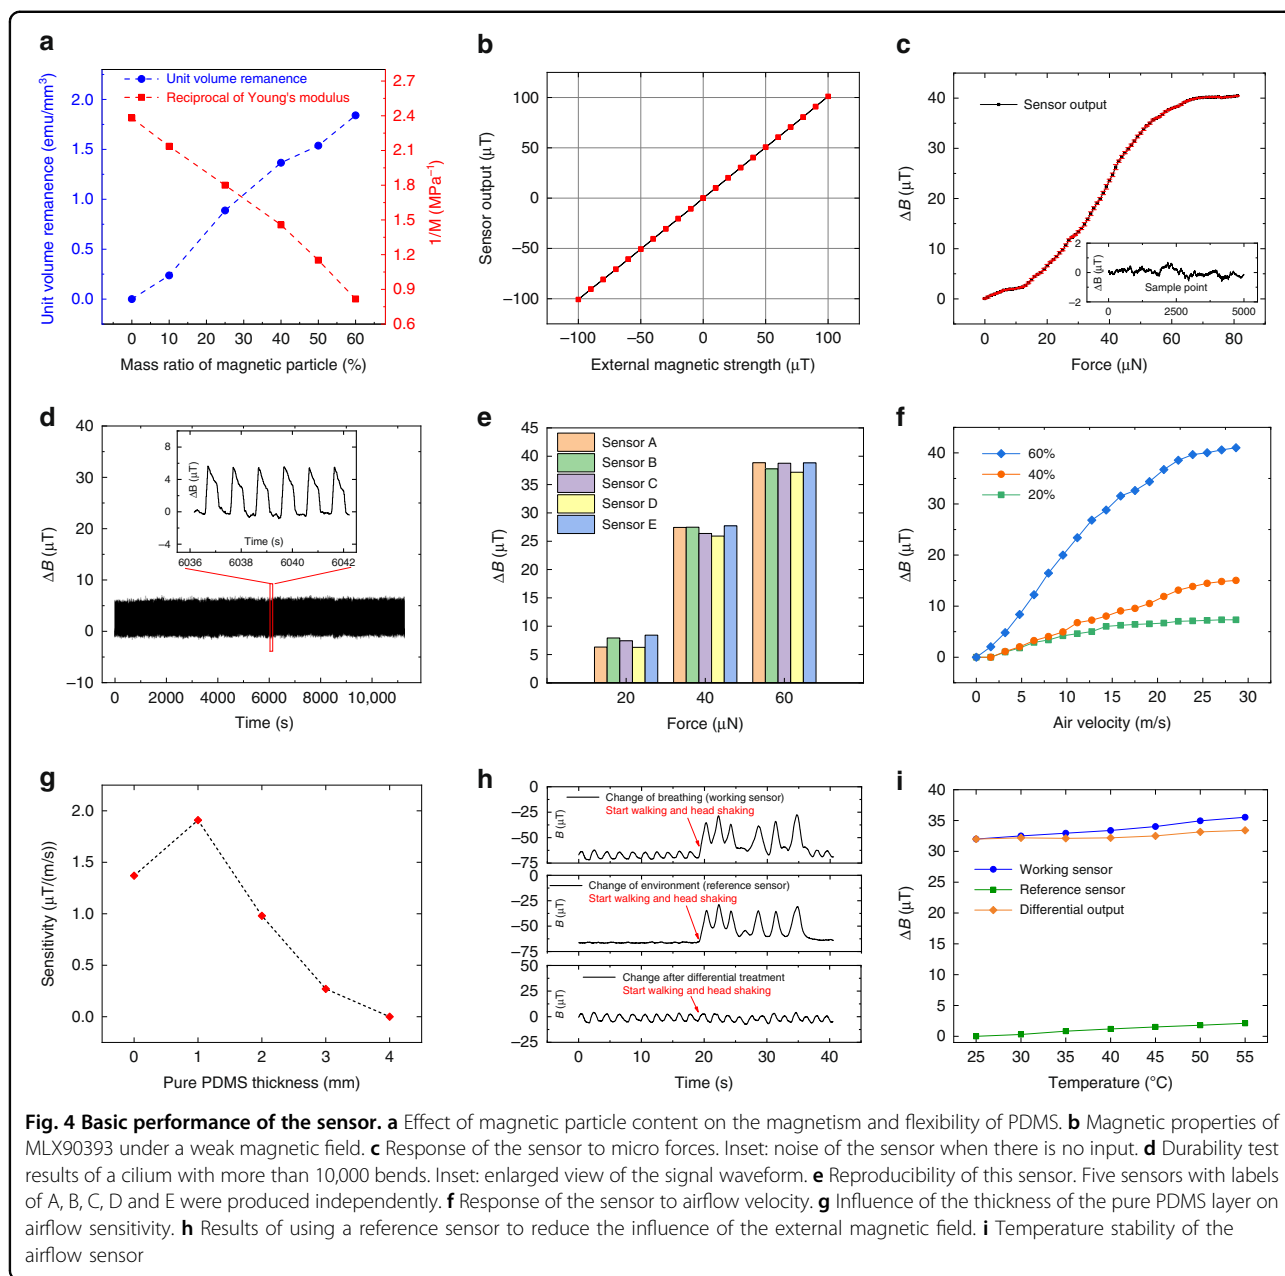 a
Unit volume remanence
Reciprocal of Young's modulus
Unit volume remanence (emu/mm³)
2.0
1.5
1.0
0.5
0.0
2.7
2.4
2.1
1.8
1.5
1.2
0.9
0.6
1/M (MPa⁻¹)
0 10 20 30 40 50 60
Mass ratio of magnetic particle (%)
b
Sensor output (μT)
100
50
0
−50
−100
−100 −50 0 50 100
External magnetic strength (μT)
c
Sensor output
ΔB (μT)
40
30
20
10
0
2
0
−2
ΔB (μT)
Sample point
0 2500 5000
0 20 40 60 80
Force (μN)
d
ΔB (μT)
40
30
20
10
0
−10
8
4
0
−4
ΔB (μT)
Time (s)
6036 6038 6040 6042
0 2000 4000 6000 8000 10,000
Time (s)
e
Sensor A
Sensor B
Sensor C
Sensor D
Sensor E
ΔB (μT)
45
40
35
30
25
20
15
10
5
0
20 40 60
Force (μN)
f
60%
40%
20%
ΔB (μT)
40
30
20
10
0
0 5 10 15 20 25 30
Air velocity (m/s)
g
Sensitivity (μT/(m/s))
2.0
1.5
1.0
0.5
0.0
0 1 2 3 4
Pure PDMS thickness (mm)
h
0
−25
−50
−75
B (μT)
Change of breathing (working sensor)
Start walking and head shaking
0
−25
−50
−75
B (μT)
Change of environment (reference sensor)
Start walking and head shaking
50
25
0
−25
B (μT)
Change after differential treatment
Start walking and head shaking
0 10 20 30 40
Time (s)
i
ΔB (μT)
40
35
30
25
20
15
10
5
0
Working sensor
Reference sensor
Differential output
25 30 35 40 45 50 55
Temperature (°C)
Fig. 4 Basic performance of the sensor. a Effect of magnetic particle content on the magnetism and flexibility of PDMS. b Magnetic properties of
MLX90393 under a weak magnetic field. c Response of the sensor to micro forces. Inset: noise of the sensor when there is no input. d Durability test
results of a cilium with more than 10,000 bends. Inset: enlarged view of the signal waveform. e Reproducibility of this sensor. Five sensors with labels
of A, B, C, D and E were produced independently. f Response of the sensor to airflow velocity. g Influence of the thickness of the pure PDMS layer on
airflow sensitivity. h Results of using a reference sensor to reduce the influence of the external magnetic field. i Temperature stability of the
airflow sensor